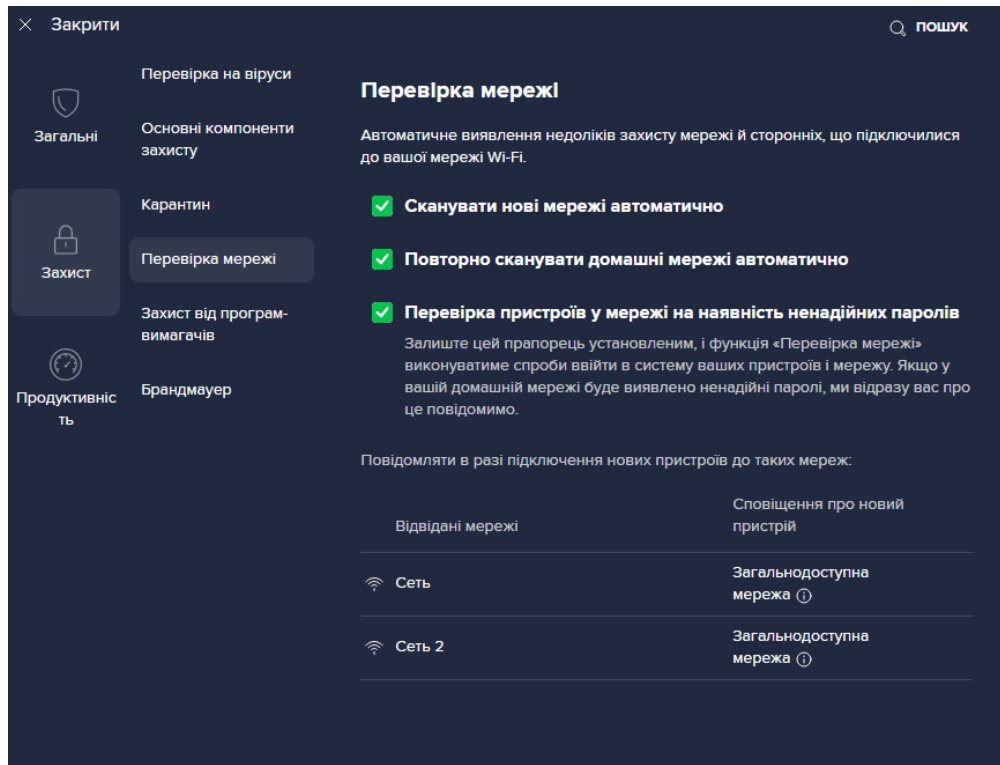 Закрити
ПОШУК
Загальні
Захист
Продуктивніс
ть
Перевірка на віруси
Основні компоненти
захисту
Карантин
Перевірка мережі
Захист від програм-
вимагачів
Брандмауер
Перевірка мережі
Автоматичне виявлення недоліків захисту мережі й сторонніх, що підключилися
до вашої мережі Wi-Fi.
Сканувати нові мережі автоматично
Повторно сканувати домашні мережі автоматично
Перевірка пристроїв у мережі на наявність ненадійних паролів
Залиште цей прапорець установленим, і функція «Перевірка мережі»
виконуватиме спроби ввійти в систему ваших пристроїв і мережу. Якщо у
вашій домашній мережі буде виявлено ненадійні паролі, ми відразу вас про
це повідомимо.
Повідомляти в разі підключення нових пристроїв до таких мереж:
Відвідані мережі
Сповіщення про новий
пристрій
Сеть
Загальнодоступна
мережа
Сеть 2
Загальнодоступна
мережа